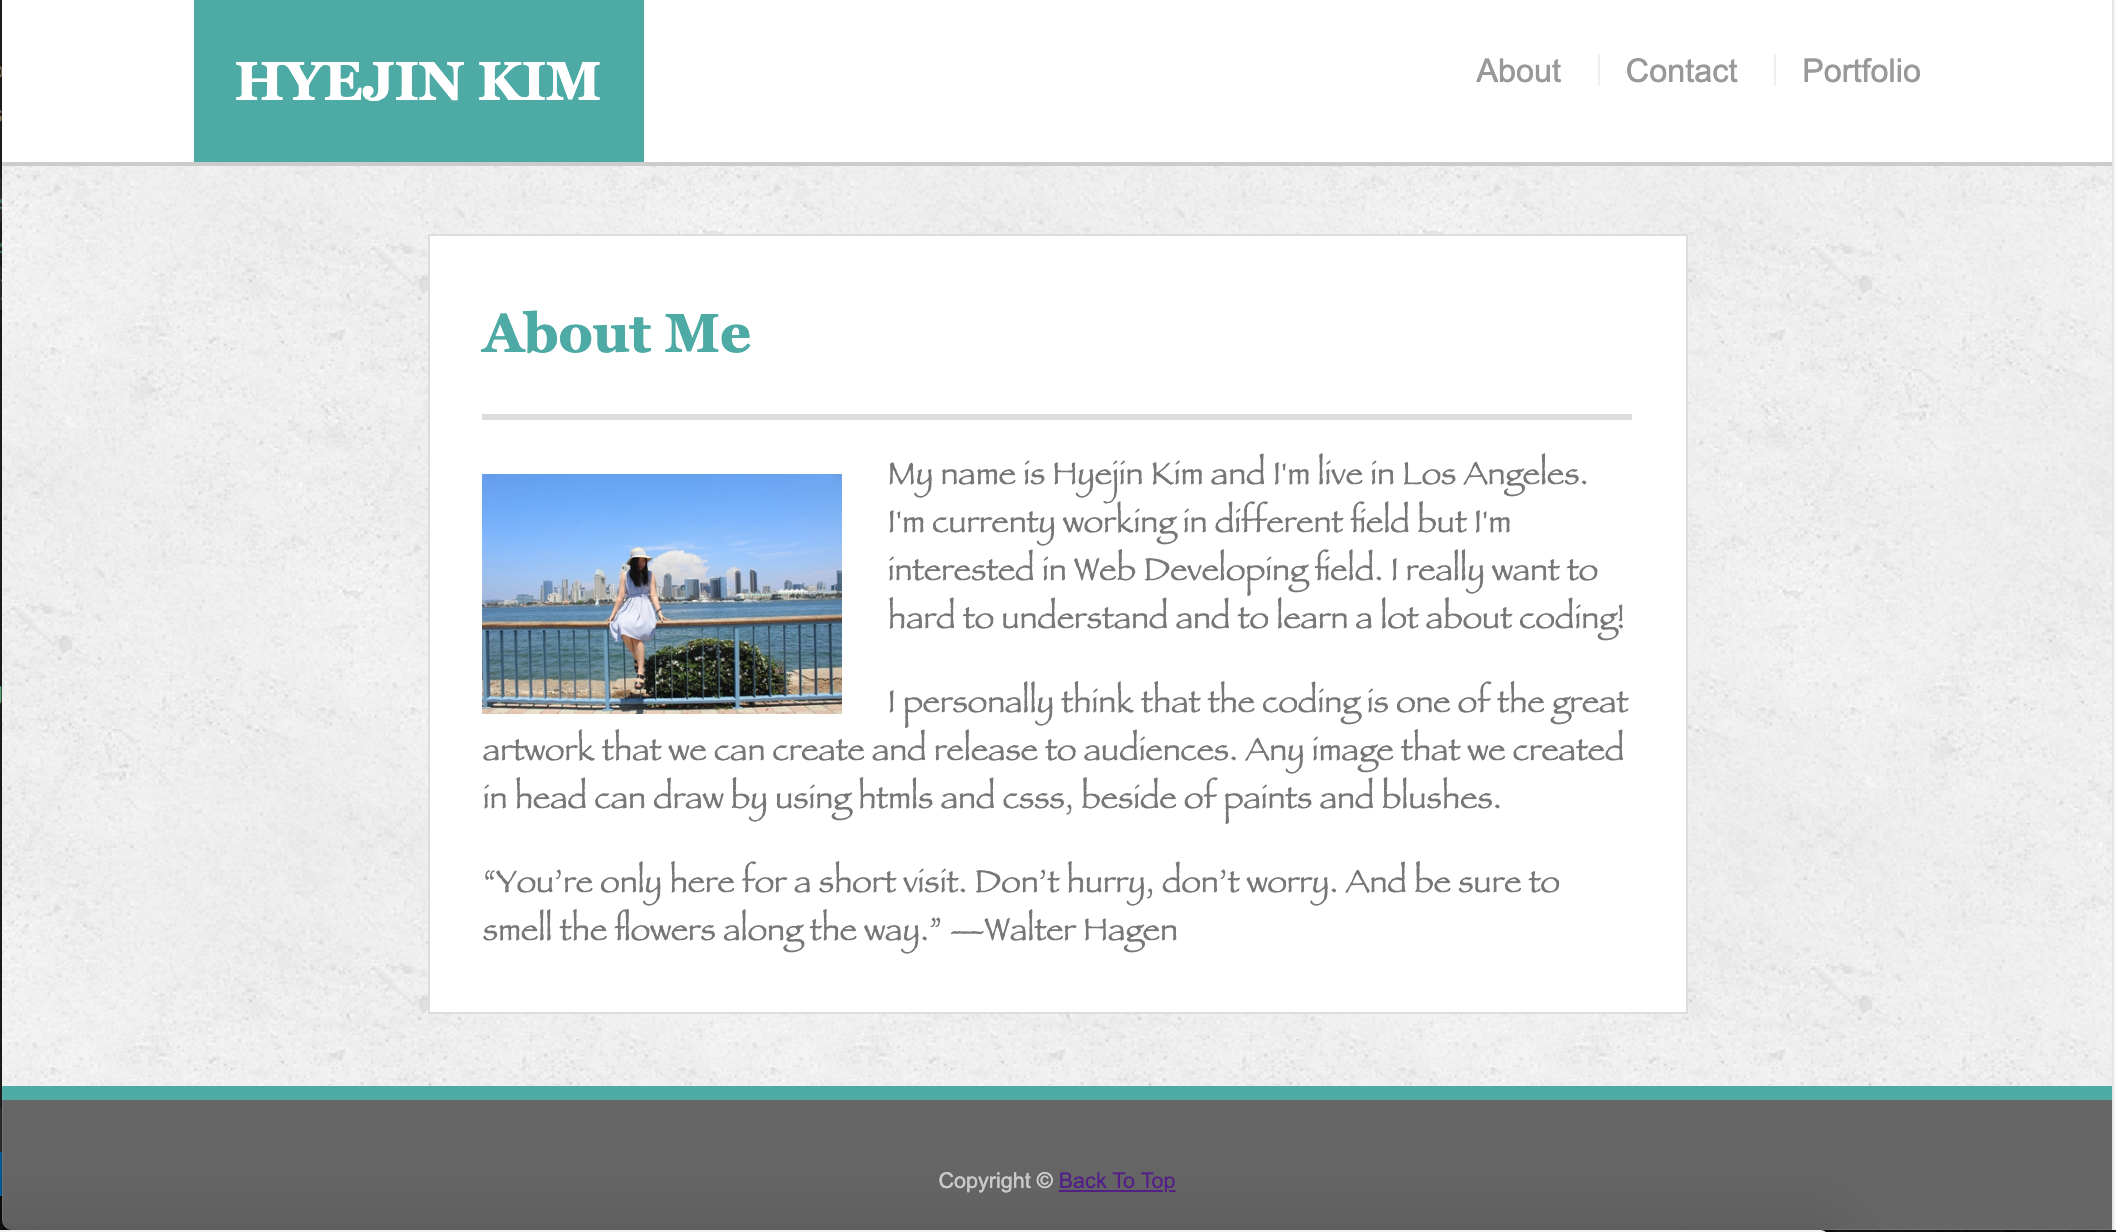 HYEJIN KIM
About
Contact
Portfolio
About Me
My name is Hyejin Kim and I'm live in Los Angeles.
I'm currenty working in different field but I'm
interested in Web Developing field. I really want to
hard to understand and to learn a lot about coding!
I personally think that the coding is one of the great
artwork that we can create and release to audiences. Any image that we created
in head can draw by using htmls and csss, beside of paints and blushes.
“You’re only here for a short visit. Don’t hurry, don’t worry. And be sure to
smell the flowers along the way.” —Walter Hagen
Copyright © Back To Top